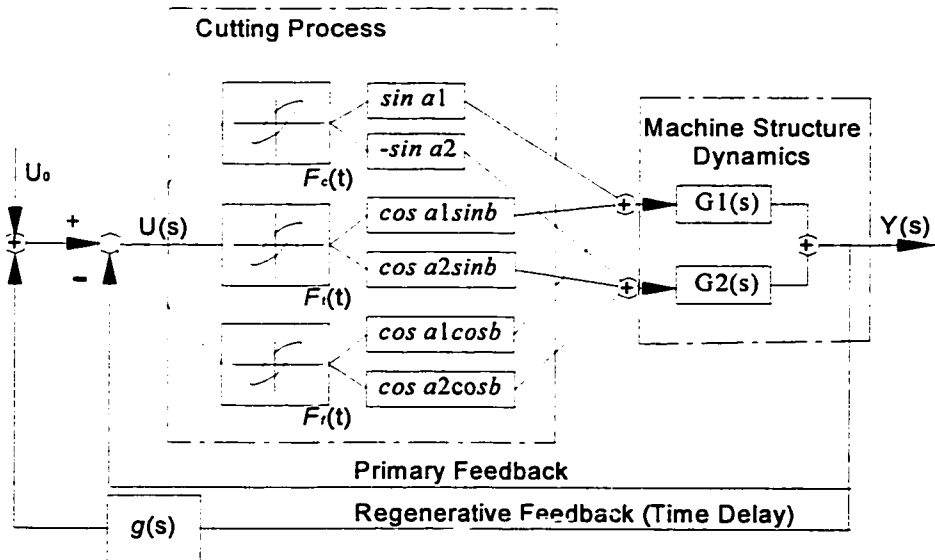 Cutting Process
sin a1
-sin a2
Fc(t)
Machine Structure
Dynamics
U0
+
U(s)
cos a1sinb
cos a2sinb
+
G1(s)
Y(s)
+
+
-
Ft(t)
+
G2(s)
cos a1cosb
cos a2cosb
Ff(t)
Primary Feedback
Regenerative Feedback (Time Delay)
g(s)